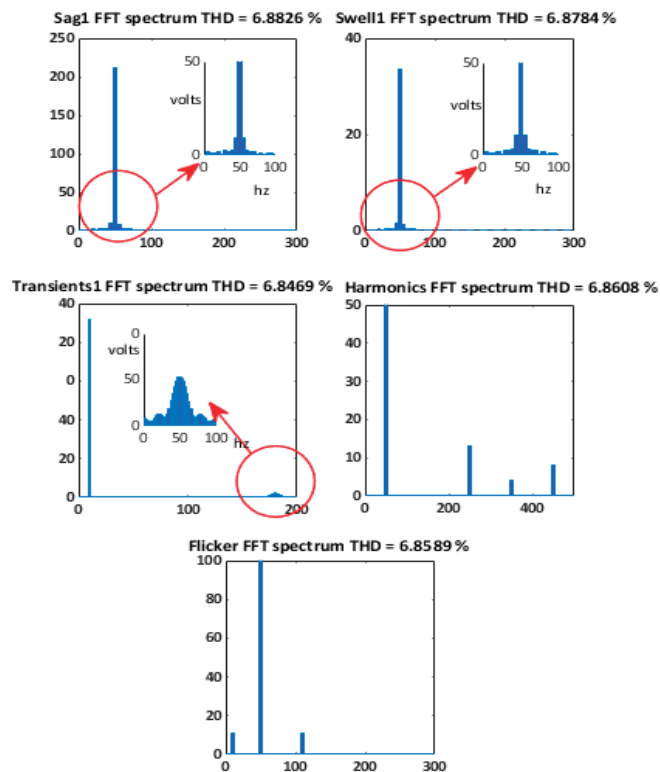 Sag1 FFT spectrum THD = 6.8826 %
250
200
150
100
50
0
0 100 200 300
50
volts
0
0 50 100
hz
Swell1 FFT spectrum THD = 6.8784 %
40
20
0
0 100 200 300
50
volts
0
0 50 100
hz
Transients1 FFT spectrum THD = 6.8469 %
40
20
0
40
20
0
0 100 200
0
volts
50
0
0 50 100
hz
Harmonics FFT spectrum THD = 6.8608 %
50
40
30
20
10
0
0 200 400
Flicker FFT spectrum THD = 6.8589 %
100
80
60
40
20
0
0 100 200 300